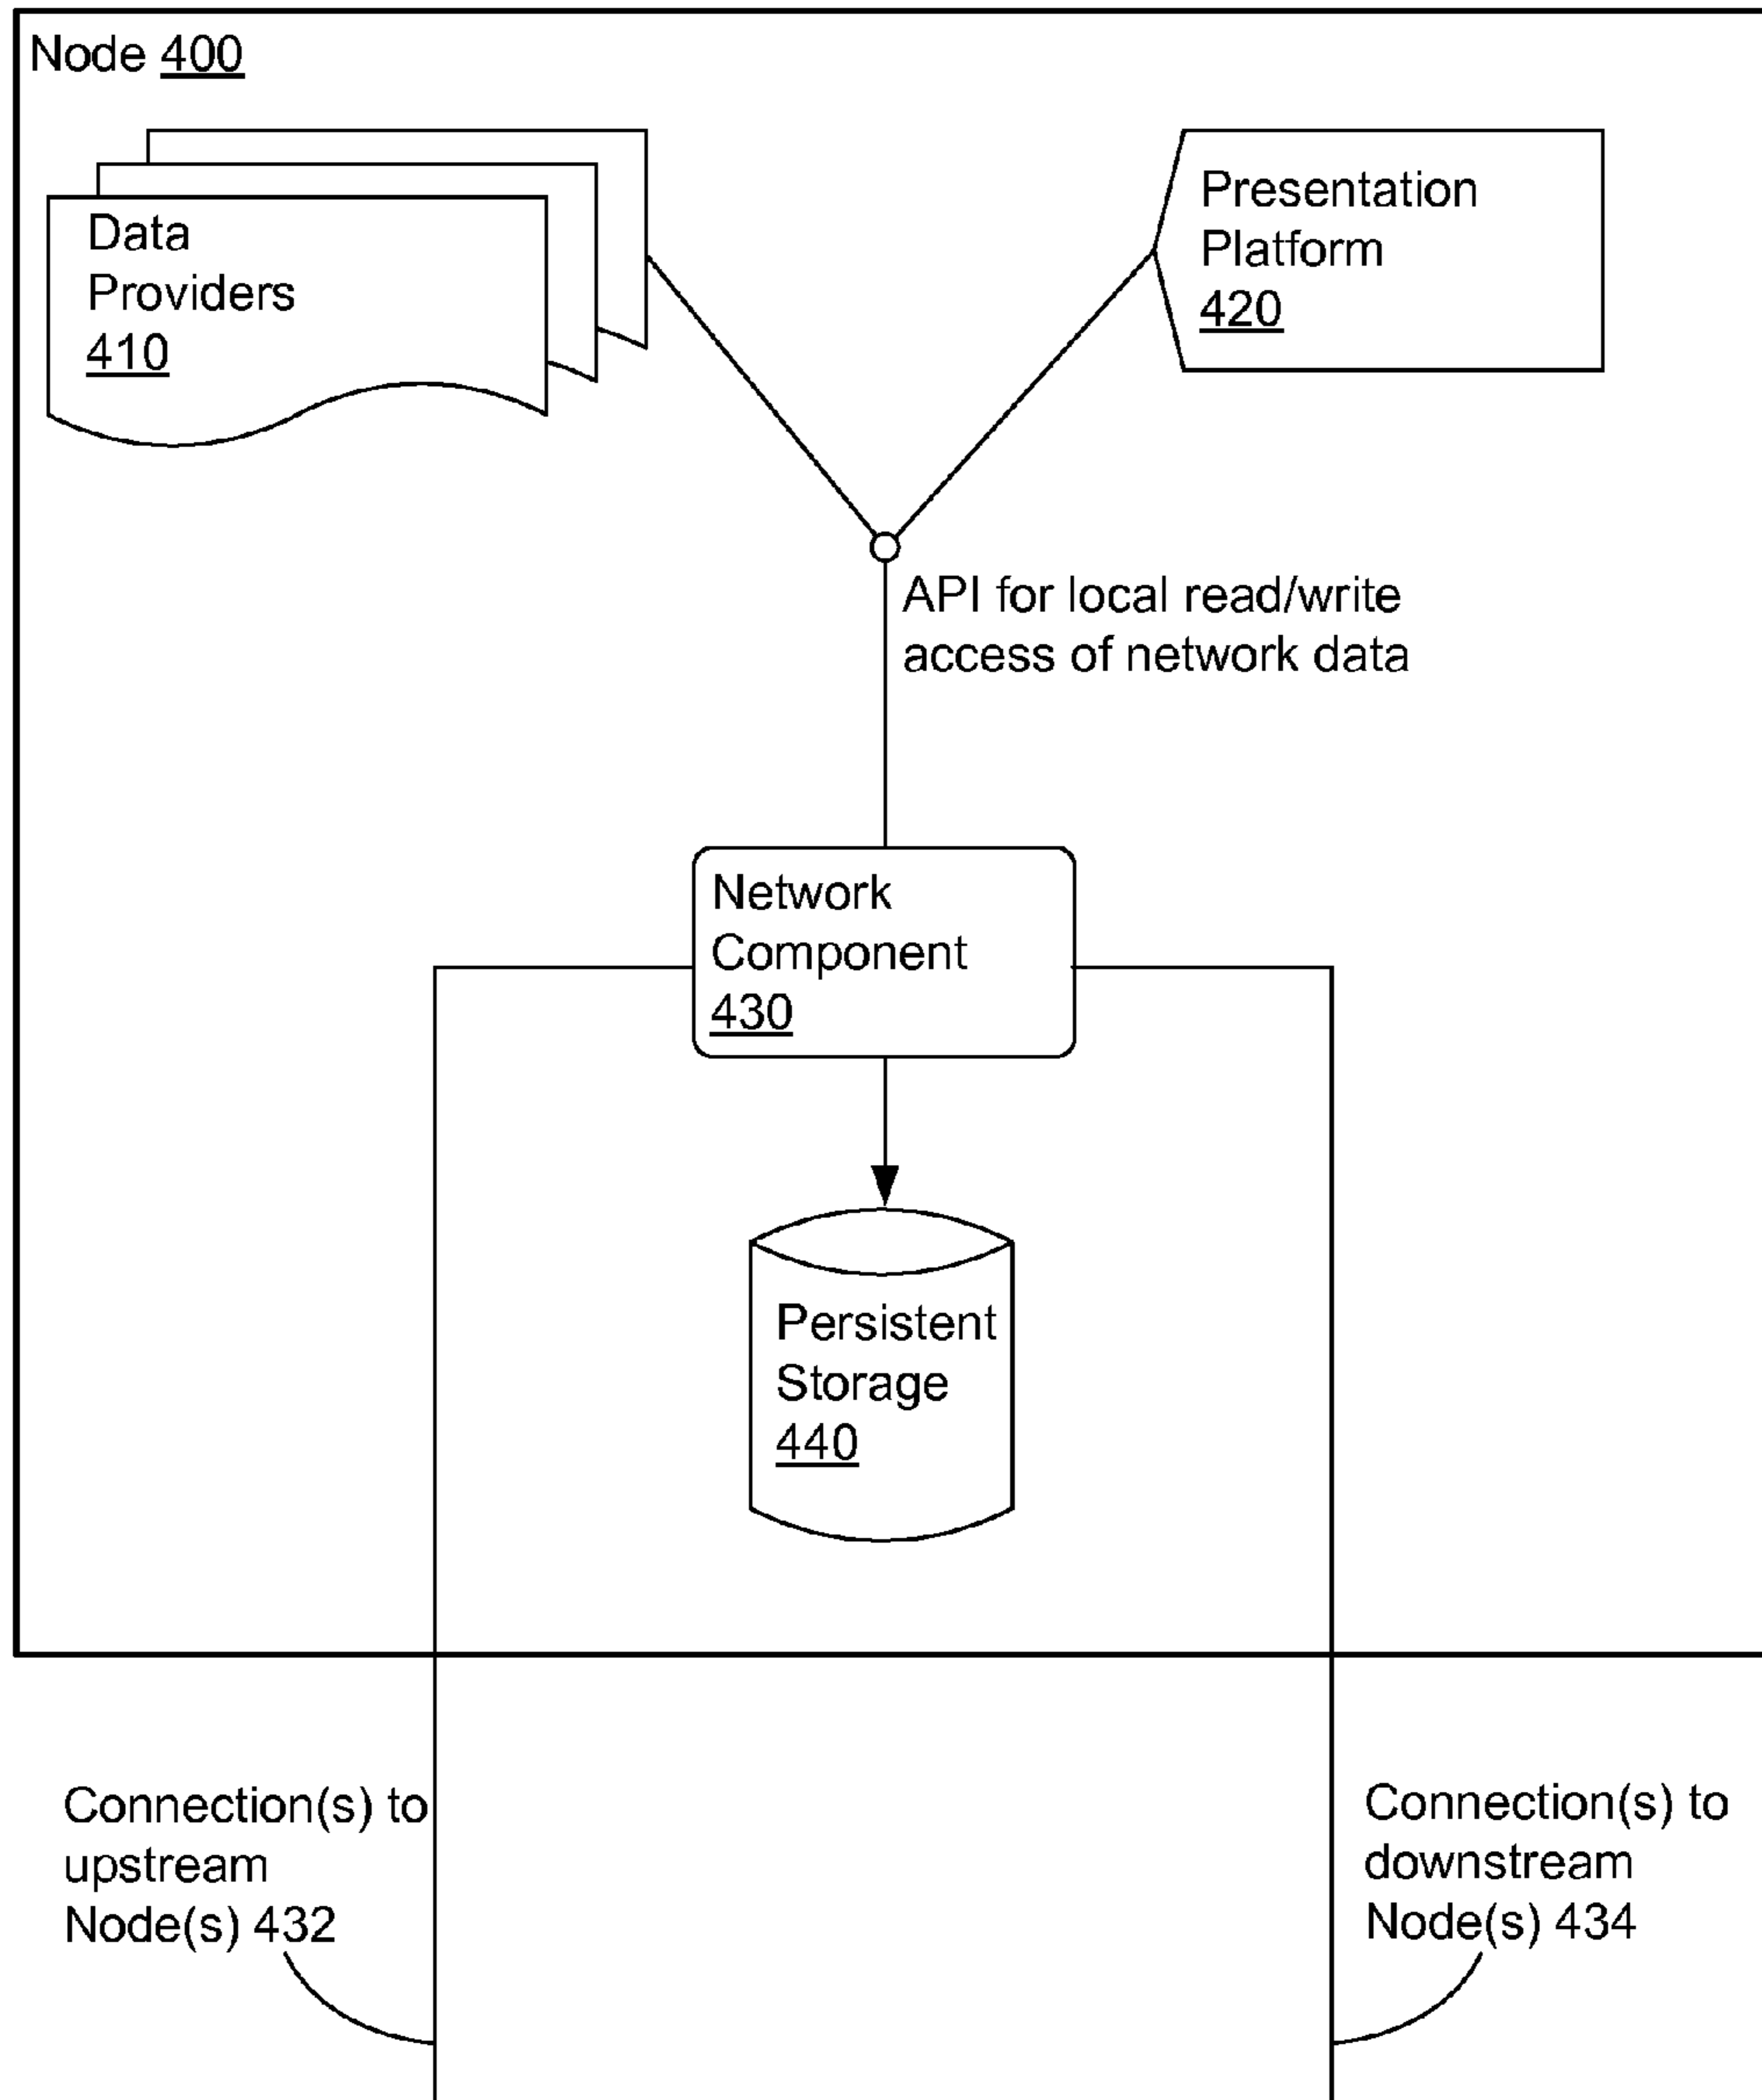 Node 400
Data
Providers
410
Presentation
Platform
420
API for local read/write
access of network data
Network
Component
430
Persistent
Storage
440
Connection(s) to
upstream
Node(s) 432
Connection(s) to
downstream
Node(s) 434